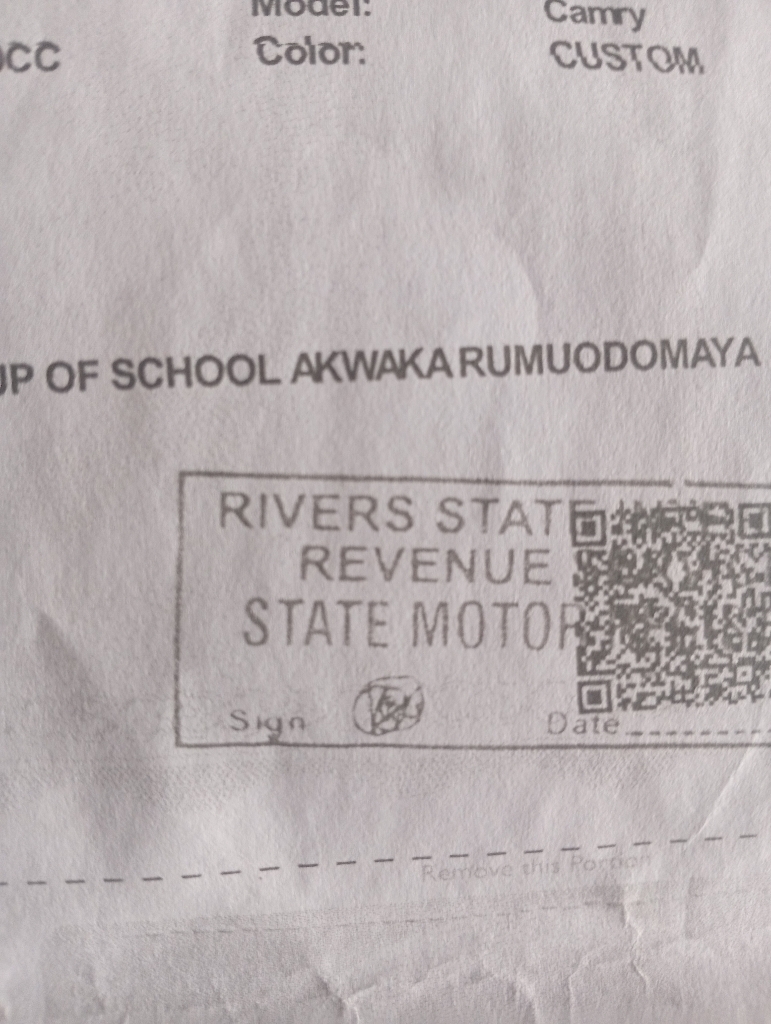 Model: Camry
CC Color: CUSTOM
UP OF SCHOOL AKWAKA RUMUODOMAYA
RIVERS STATE
REVENUE
STATE MOTOR
Sign Date
Remove this Portion